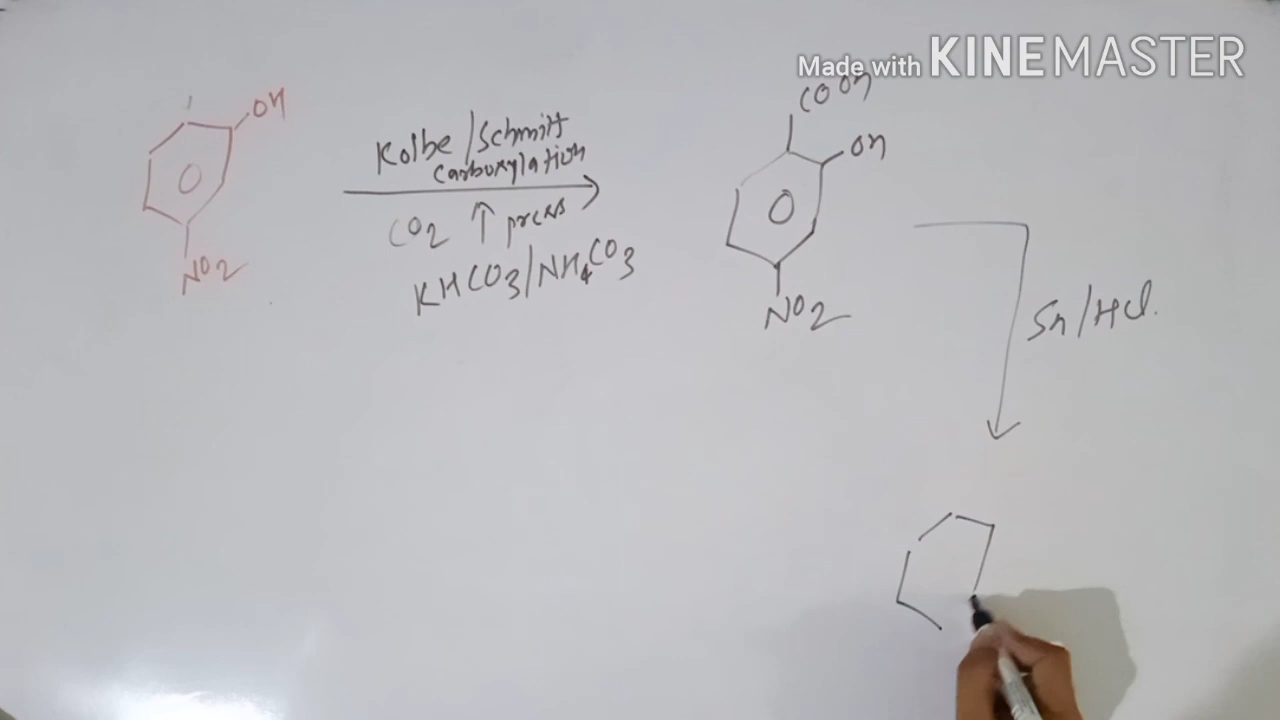 Made with KINEMASTER
OH
NO2
Kolbe/Schmitt
Carboxylation
CO2 ↑ press
KHCO3/NH4CO3
COOH
OH
NO2
Sn/HCl.